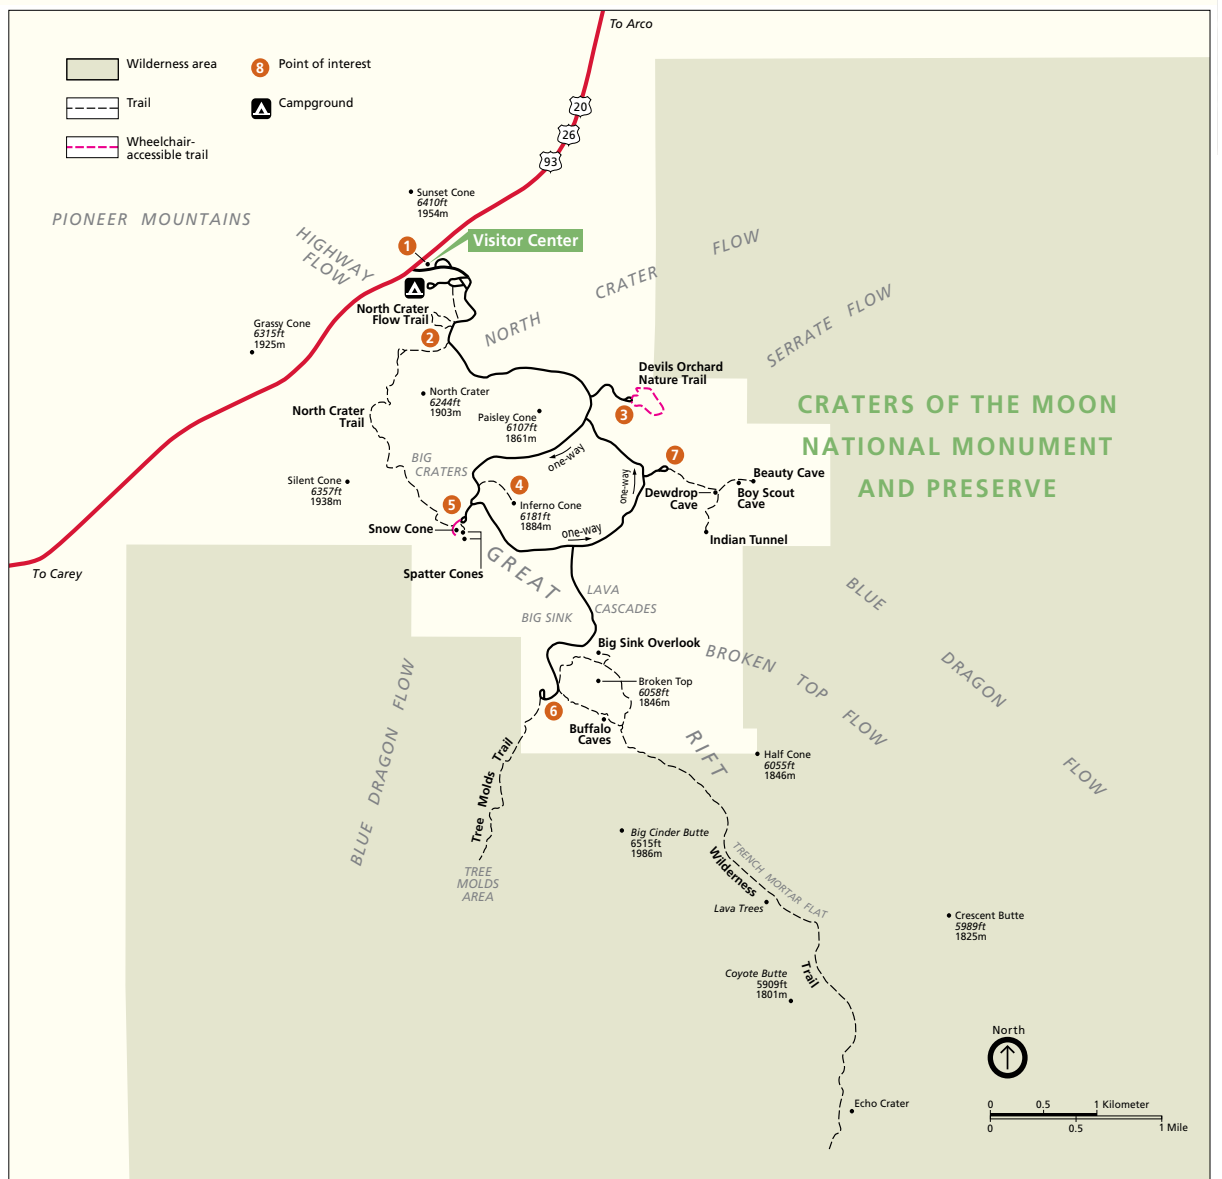 To Arco
Wilderness area
8
Point of interest
Trail
Campground
Wheelchair-
accessible trail
20
26
93
Sunset Cone
6410ft
1954m
PIONEER MOUNTAINS
HIGHWAY
FLOW
1
Visitor Center
NORTH CRATER FLOW
SERRATE FLOW
North Crater
Flow Trail
2
Grassy Cone
6315ft
1925m
Devils Orchard
Nature Trail
3
North Crater
6244ft
1903m
North Crater
Trail
Paisley Cone
6107ft
1861m
CRATERS OF THE MOON
NATIONAL MONUMENT
AND PRESERVE
BIG
CRATERS
one-way
7
Silent Cone
6357ft
1938m
4
Inferno Cone
6181ft
1884m
one-way
Dewdrop
Cave
Beauty Cave
Boy Scout
Cave
Indian Tunnel
5
Snow Cone
Spatter Cones
one-way
To Carey
GREAT RIFT
LAVA
CASCADES
BIG SINK
BLUE DRAGON FLOW
Big Sink Overlook
BROKEN TOP FLOW
Broken Top
6058ft
1846m
6
Buffalo
Caves
BLUE DRAGON FLOW
Tree Molds Trail
Half Cone
6055ft
1846m
Big Cinder Butte
6515ft
1986m
TREE
MOLDS
AREA
TRENCH MORTAR FLAT
Wilderness Trail
Lava Trees
Crescent Butte
5989ft
1825m
Coyote Butte
5909ft
1801m
North
Echo Crater
0 0.5 1 Kilometer
0 0.5 1 Mile